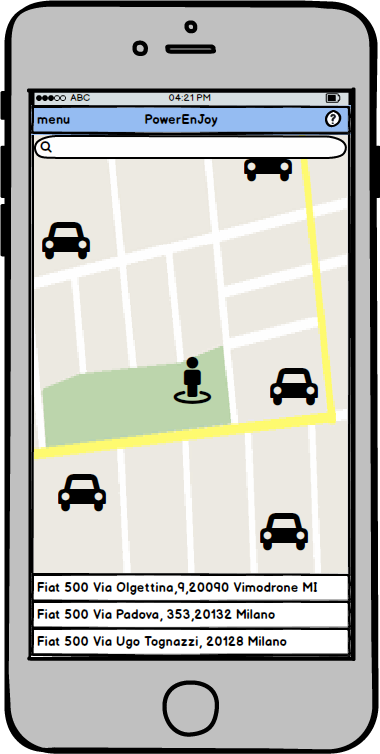 ABC 04:21 PM
menu PowerEnJoy ?
Fiat 500 Via Olgettina,9,20090 Vimodrone MI
Fiat 500 Via Padova, 353,20132 Milano
Fiat 500 Via Ugo Tognazzi, 20128 Milano